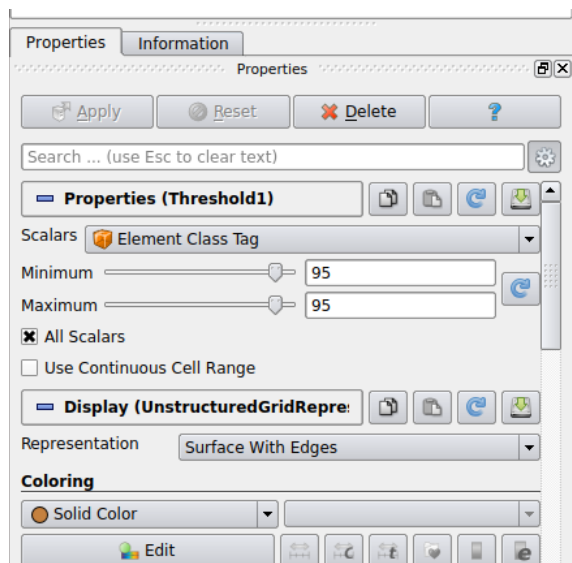 Properties Information
Properties
Apply Reset Delete ?
Search ... (use Esc to clear text)
Properties (Threshold1)
Scalars Element Class Tag
Minimum 95
Maximum 95
All Scalars
Use Continuous Cell Range
Display (UnstructuredGridRepre
Representation Surface With Edges
Coloring
Solid Color
Edit c t e